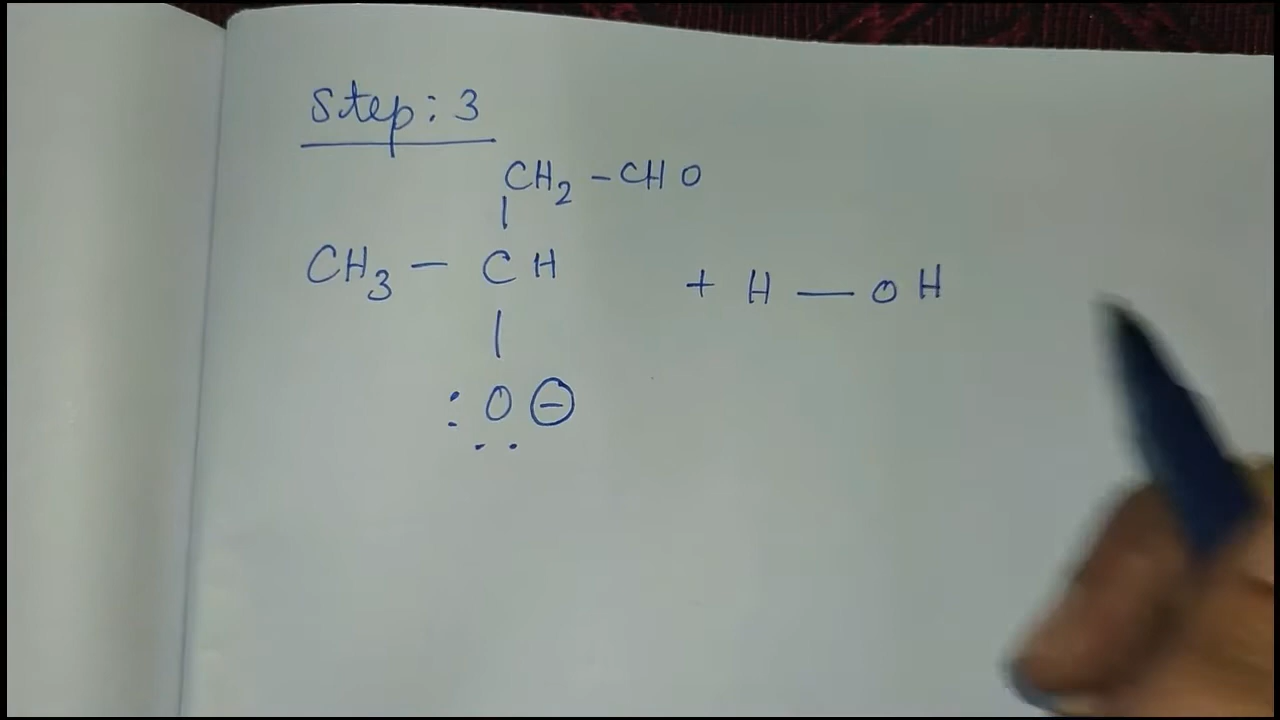 Step: 3
CH₂ – CHO
|
CH₃ – CH + H — OH
|
:O⊖
..